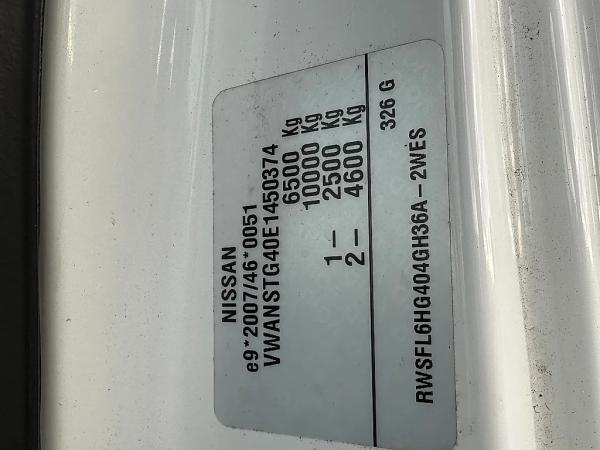 NISSAN
e9*2007/46*0051
VWANSTG40E1450374
6500 Kg
10000 Kg
1– 2500 Kg
2– 4600 Kg
326 G
RWSFL6HG404GH36A–2WES